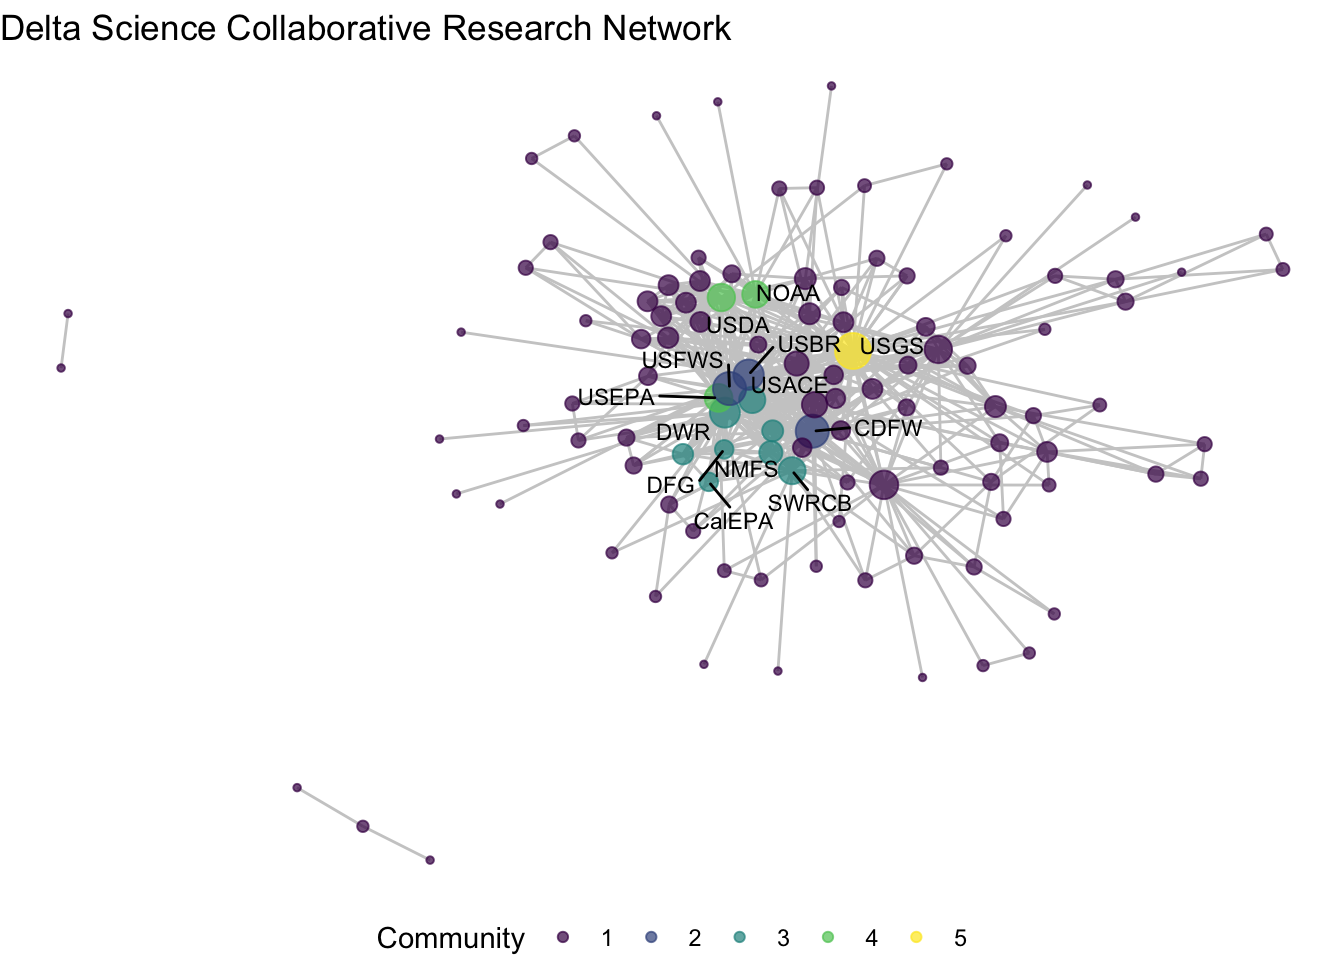 Delta Science Collaborative Research Network
NOAA
USDA
USBR
USGS
USFWS
USACE
USEPA
CDFW
DWR
NMFS
DFG
SWRCB
CalEPA
Community 1 2 3 4 5